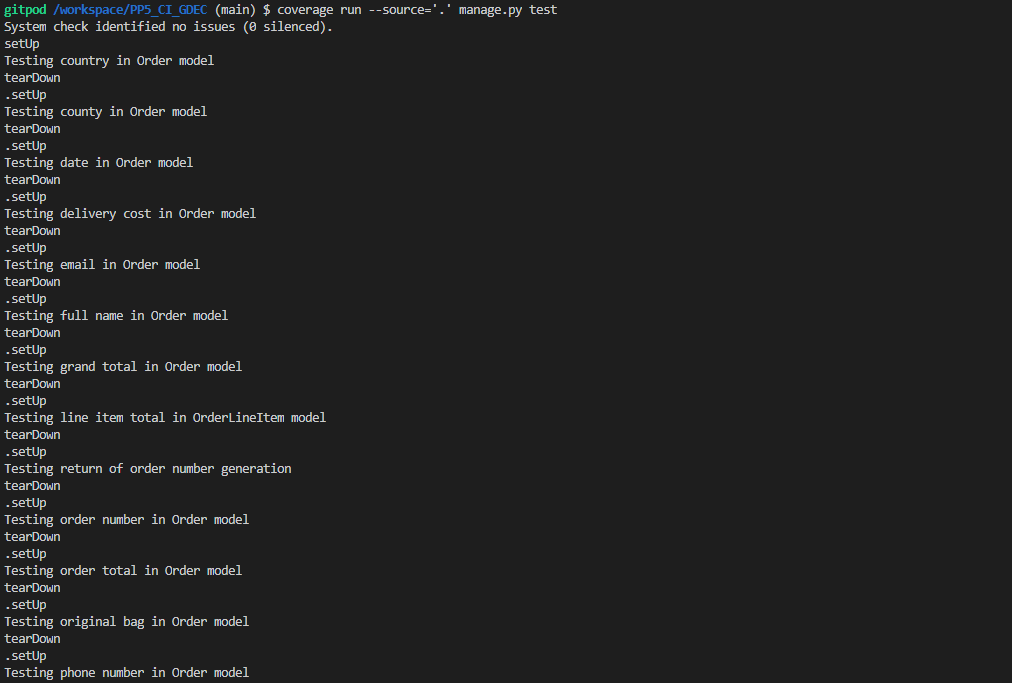 gitpod /workspace/PP5_CI_GDEC (main) $ coverage run --source='.' manage.py test
System check identified no issues (0 silenced).
setUp
Testing country in Order model
tearDown
.setUp
Testing county in Order model
tearDown
.setUp
Testing date in Order model
tearDown
.setUp
Testing delivery cost in Order model
tearDown
.setUp
Testing email in Order model
tearDown
.setUp
Testing full name in Order model
tearDown
.setUp
Testing grand total in Order model
tearDown
.setUp
Testing line item total in OrderLineItem model
tearDown
.setUp
Testing return of order number generation
tearDown
.setUp
Testing order number in Order model
tearDown
.setUp
Testing order total in Order model
tearDown
.setUp
Testing original bag in Order model
tearDown
.setUp
Testing phone number in Order model